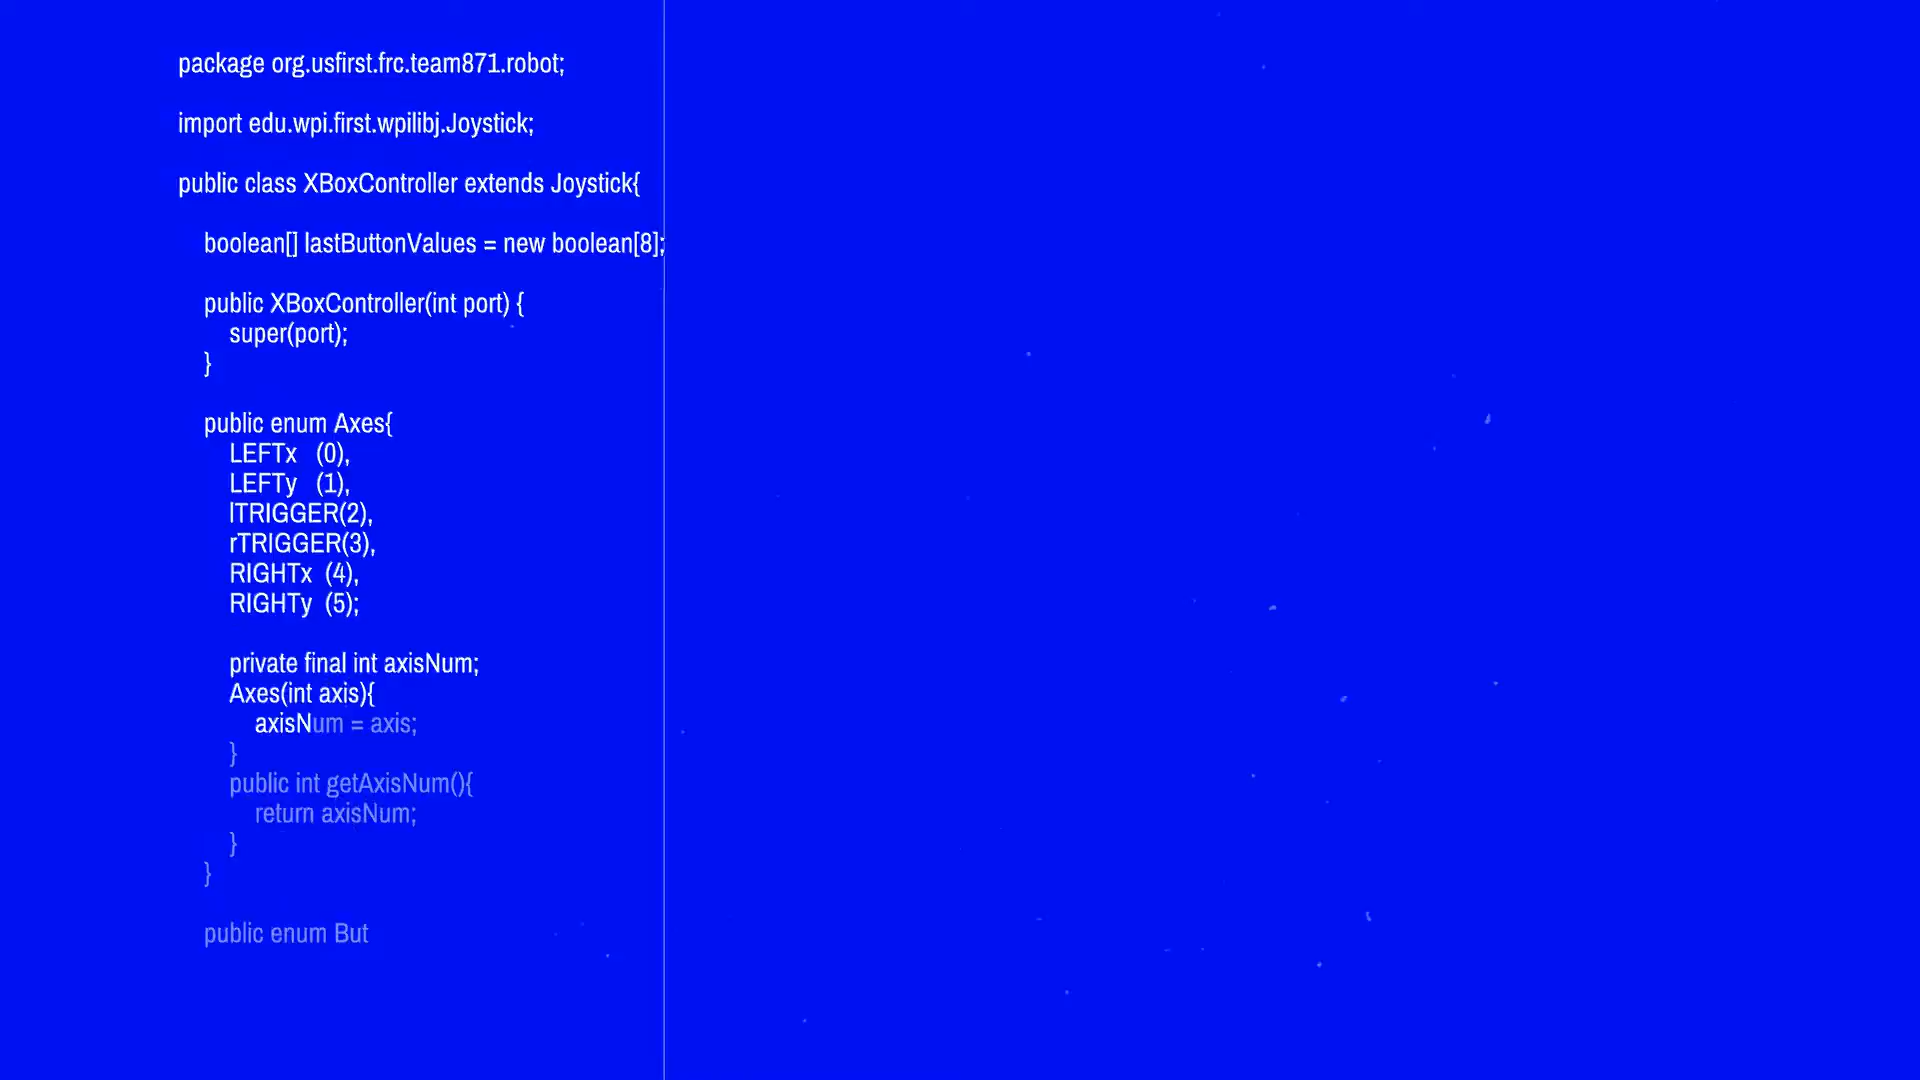 package org.usfirst.frc.team871.robot;
import edu.wpi.first.wpilibj.Joystick;
public class XBoxController extends Joystick{
boolean[] lastButtonValues = new boolean[8];
public XBoxController(int port) {
super(port);
}
public enum Axes{
LEFTx (0),
LEFTy (1),
lTRIGGER(2),
rTRIGGER(3),
RIGHTx (4),
RIGHTy (5);
private final int axisNum;
Axes(int axis){
axisNum = axis;
}
public int getAxisNum(){
return axisNum;
}
}
public enum But